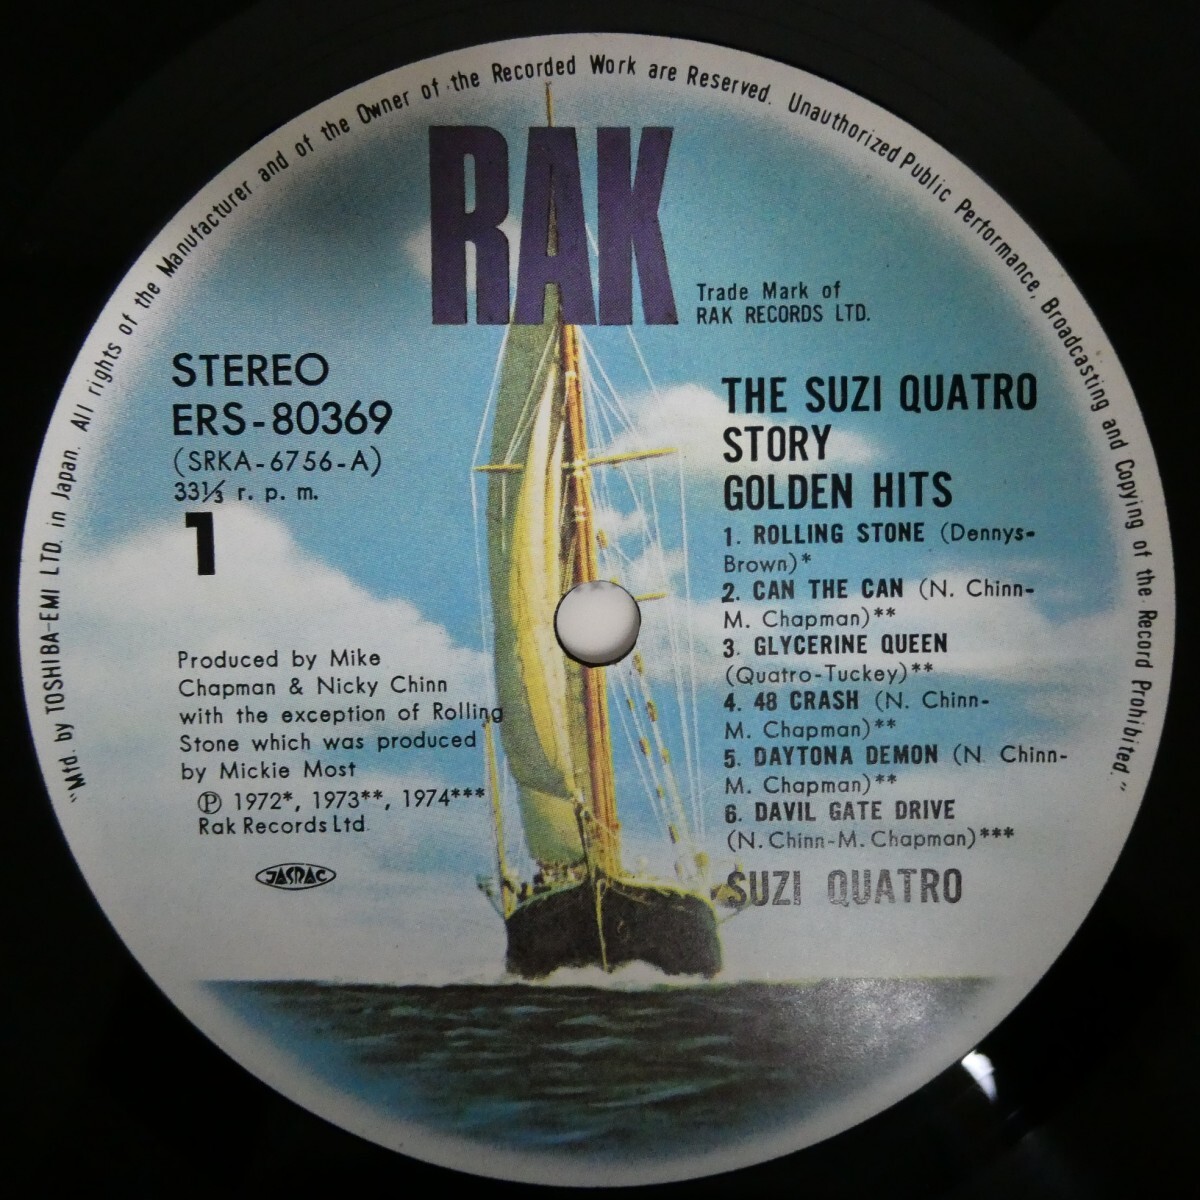 "Mfd. by TOSHIBA-EMI LTD. in Japan. All rights of the Manufacturer and of the Owner of the Recorded Work are Reserved. Unauthorized Public Performance, Broadcasting and Copying of the Record Prohibited."
RAK
Trade Mark of
RAK RECORDS LTD.
STEREO
ERS-80369
(SRKA-6756-A)
33⅓ r. p. m.
1
THE SUZI QUATRO
STORY
GOLDEN HITS
1. ROLLING STONE (Dennys-
Brown)*
2. CAN THE CAN (N. Chinn-
M. Chapman)**
3. GLYCERINE QUEEN
(Quatro-Tuckey)**
4. 48 CRASH (N. Chinn-
M. Chapman)**
5. DAYTONA DEMON (N. Chinn-
M. Chapman)**
6. DAVIL GATE DRIVE
(N. Chinn-M. Chapman)***
SUZI QUATRO
Produced by Mike
Chapman & Nicky Chinn
with the exception of Rolling
Stone which was produced
by Mickie Most
Ⓟ 1972*, 1973**, 1974***
Rak Records Ltd.
JASRAC